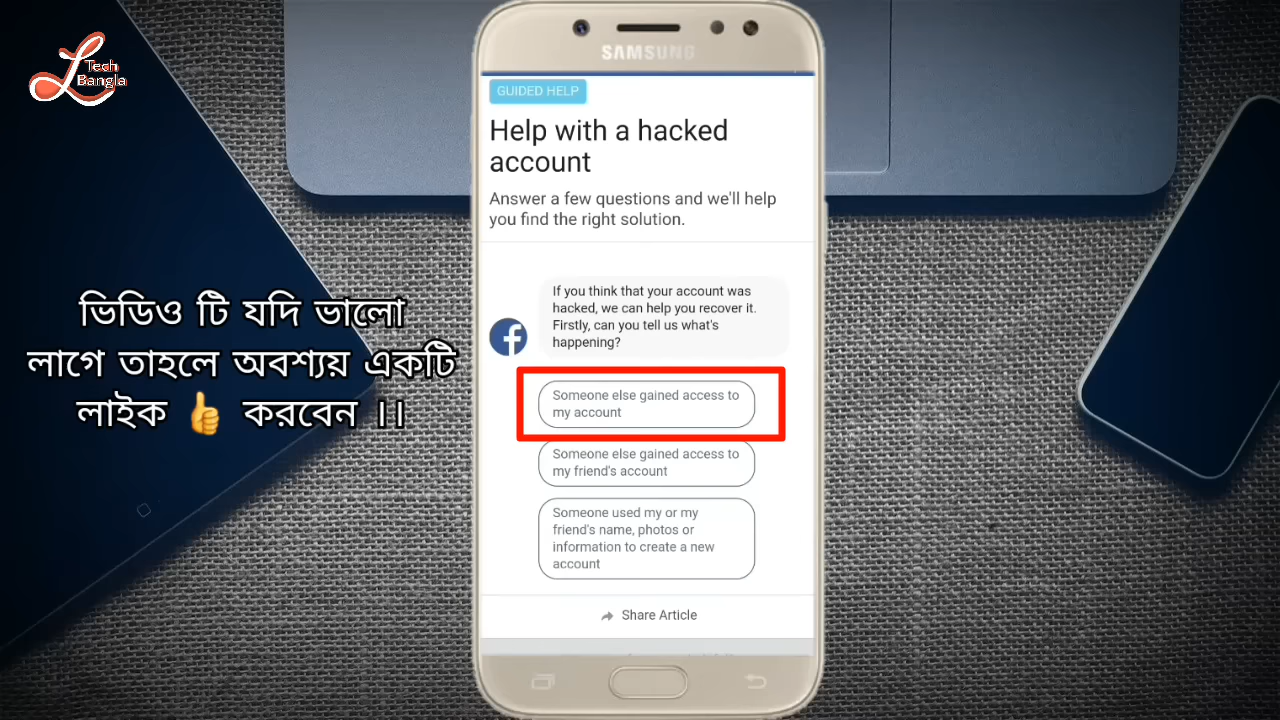 Tech
Bangla
SAMSUNG
GUIDED HELP
Help with a hacked
account
Answer a few questions and we'll help
you find the right solution.
If you think that your account was
hacked, we can help you recover it.
Firstly, can you tell us what's
happening?
Someone else gained access to
my account
Someone else gained access to
my friend's account
Someone used my or my
friend's name, photos or
information to create a new
account
Share Article
ভিডিও টি যদি ভালো
লাগে তাহলে অবশ্যয় একটি
লাইক 👍 করবেন ।।